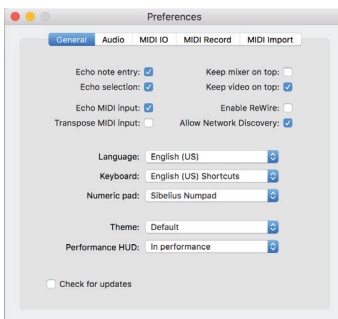 Preferences
General Audio MIDI IO MIDI Record MIDI Import
Echo note entry: Keep mixer on top:
Echo selection: Keep video on top:
Echo MIDI input: Enable ReWire:
Transpose MIDI input: Allow Network Discovery:
Language: English (US)
Keyboard: English (US) Shortcuts
Numeric pad: Sibelius Numpad
Theme: Default
Performance HUD: In performance
Check for updates